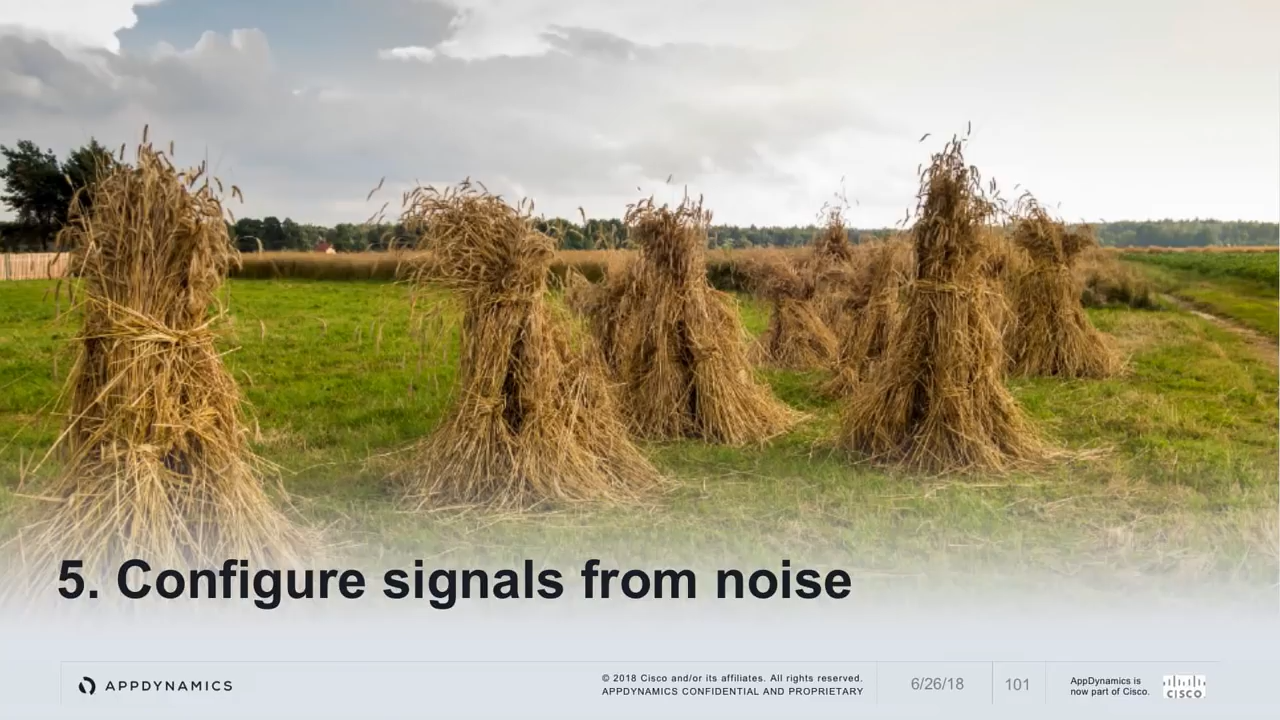 5. Configure signals from noise
APPDYNAMICS
© 2018 Cisco and/or its affiliates. All rights reserved.
APPDYNAMICS CONFIDENTIAL AND PROPRIETARY
6/26/18
101
AppDynamics is
now part of Cisco.
CISCO